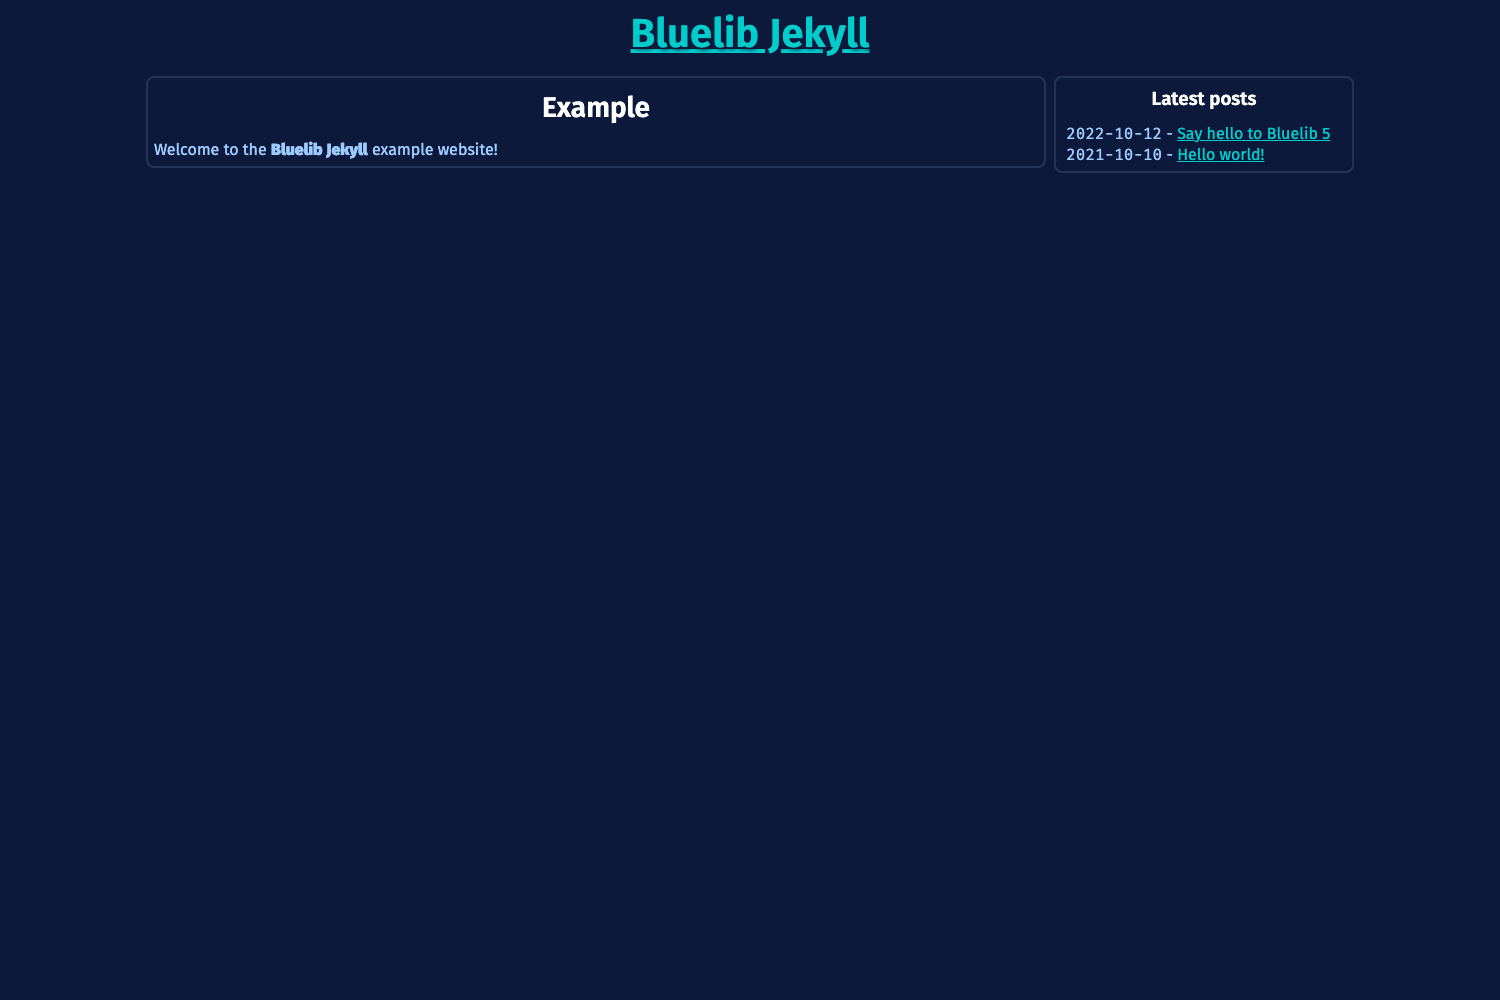 Bluelib Jekyll
Example
Welcome to the Bluelib Jekyll example website!
Latest posts
2022-10-12 - Say hello to Bluelib 5
2021-10-10 - Hello world!